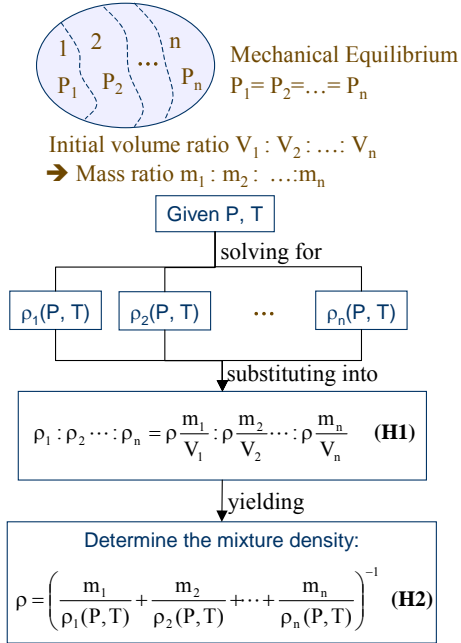 1 2 n
P₁ P₂ ... Pₙ
Mechanical Equilibrium
P₁= P₂=…= Pₙ
Initial volume ratio V₁ : V₂ : …: Vₙ
➔ Mass ratio m₁ : m₂ : …:mₙ
Given P, T
solving for
ρ₁(P, T) ρ₂(P, T) ... ρₙ(P, T)
substituting into
ρ₁ : ρ₂ ⋯ : ρₙ = ρ m₁/V₁ : ρ m₂/V₂ ⋯ : ρ mₙ/Vₙ (H1)
yielding
Determine the mixture density:
ρ = (m₁/ρ₁(P,T) + m₂/ρ₂(P,T) + ⋯ + mₙ/ρₙ(P,T))⁻¹ (H2)